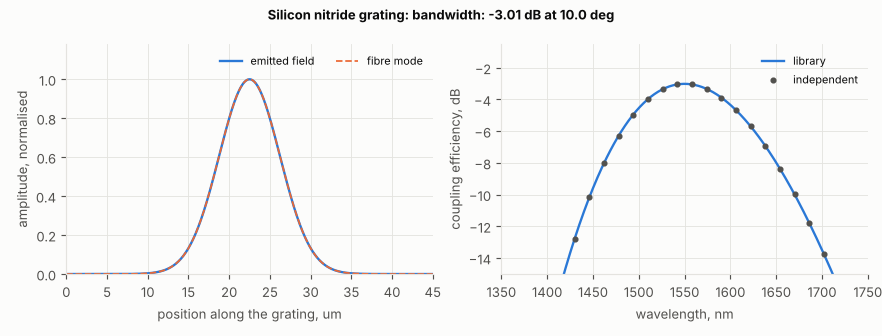 Silicon nitride grating: bandwidth: -3.01 dB at 10.0 deg
emitted field
fibre mode
amplitude, normalised
1.0
0.8
0.6
0.4
0.2
0.0
0 5 10 15 20 25 30 35 40 45
position along the grating, um
library
independent
coupling efficiency, dB
−2
−4
−6
−8
−10
−12
−14
1350 1400 1450 1500 1550 1600 1650 1700 1750
wavelength, nm